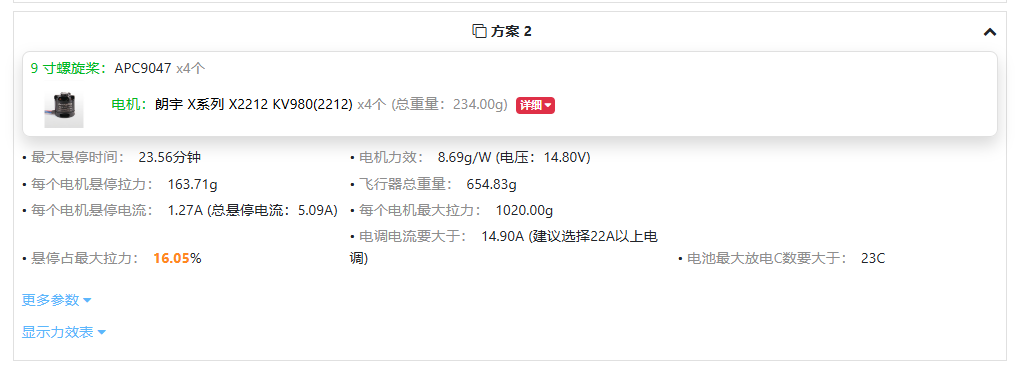 方案 2
9 寸螺旋桨：APC9047 x4个
电机：朗宇 X系列 X2212 KV980(2212) x4个 (总重量：234.00g) 详细
• 最大悬停时间： 23.56分钟
• 电机力效： 8.69g/W (电压：14.80V)
• 每个电机悬停拉力： 163.71g
• 飞行器总重量： 654.83g
• 每个电机悬停电流： 1.27A (总悬停电流：5.09A)
• 每个电机最大拉力： 1020.00g
• 悬停占最大拉力： 16.05%
• 电调电流要大于： 14.90A (建议选择22A以上电
调)
• 电池最大放电C数要大于： 23C
更多参数
显示力效表